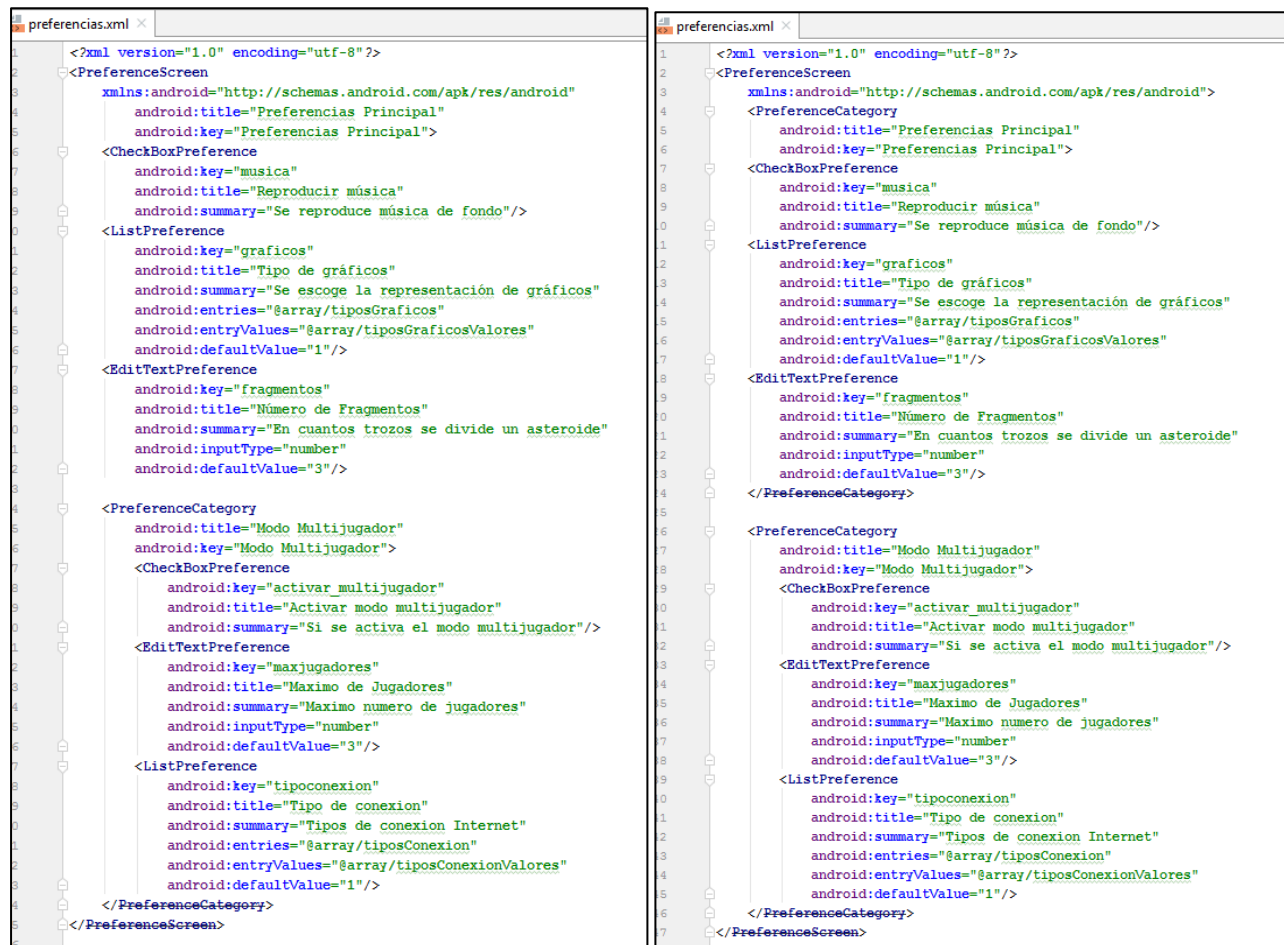 preferencias.xml ×
1 <?xml version="1.0" encoding="utf-8"?>
2 <PreferenceScreen
3 xmlns:android="http://schemas.android.com/apk/res/android"
4 android:title="Preferencias Principal"
5 android:key="Preferencias Principal">
6 <CheckBoxPreference
7 android:key="musica"
8 android:title="Reproducir música"
9 android:summary="Se reproduce música de fondo"/>
0 <ListPreference
1 android:key="graficos"
2 android:title="Tipo de gráficos"
3 android:summary="Se escoge la representación de gráficos"
4 android:entries="@array/tiposGraficos"
5 android:entryValues="@array/tiposGraficosValores"
6 android:defaultValue="1"/>
7 <EditTextPreference
8 android:key="fragmentos"
9 android:title="Número de Fragmentos"
0 android:summary="En cuantos trozos se divide un asteroide"
1 android:inputType="number"
2 android:defaultValue="3"/>
3
4 <PreferenceCategory
5 android:title="Modo Multijugador"
6 android:key="Modo Multijugador">
7 <CheckBoxPreference
8 android:key="activar_multijugador"
9 android:title="Activar modo multijugador"
0 android:summary="Si se activa el modo multijugador"/>
1 <EditTextPreference
2 android:key="maxjugadores"
3 android:title="Maximo de Jugadores"
4 android:summary="Maximo numero de jugadores"
5 android:inputType="number"
6 android:defaultValue="3"/>
7 <ListPreference
8 android:key="tipoconexion"
9 android:title="Tipo de conexion"
0 android:summary="Tipos de conexion Internet"
1 android:entries="@array/tiposConexion"
2 android:entryValues="@array/tiposConexionValores"
3 android:defaultValue="1"/>
4 </PreferenceCategory>
5 </PreferenceScreen>
6
preferencias.xml ×
1 <?xml version="1.0" encoding="utf-8"?>
2 <PreferenceScreen
3 xmlns:android="http://schemas.android.com/apk/res/android">
4 <PreferenceCategory
5 android:title="Preferencias Principal"
6 android:key="Preferencias Principal">
7 <CheckBoxPreference
8 android:key="musica"
9 android:title="Reproducir música"
10 android:summary="Se reproduce música de fondo"/>
11 <ListPreference
12 android:key="graficos"
13 android:title="Tipo de gráficos"
14 android:summary="Se escoge la representación de gráficos"
15 android:entries="@array/tiposGraficos"
16 android:entryValues="@array/tiposGraficosValores"
17 android:defaultValue="1"/>
18 <EditTextPreference
19 android:key="fragmentos"
20 android:title="Número de Fragmentos"
21 android:summary="En cuantos trozos se divide un asteroide"
22 android:inputType="number"
23 android:defaultValue="3"/>
24 </PreferenceCategory>
25
26 <PreferenceCategory
27 android:title="Modo Multijugador"
28 android:key="Modo Multijugador">
29 <CheckBoxPreference
30 android:key="activar_multijugador"
31 android:title="Activar modo multijugador"
32 android:summary="Si se activa el modo multijugador"/>
33 <EditTextPreference
34 android:key="maxjugadores"
35 android:title="Maximo de Jugadores"
36 android:summary="Maximo numero de jugadores"
37 android:inputType="number"
38 android:defaultValue="3"/>
39 <ListPreference
40 android:key="tipoconexion"
41 android:title="Tipo de conexion"
42 android:summary="Tipos de conexion Internet"
43 android:entries="@array/tiposConexion"
44 android:entryValues="@array/tiposConexionValores"
45 android:defaultValue="1"/>
46 </PreferenceCategory>
47 </PreferenceScreen>